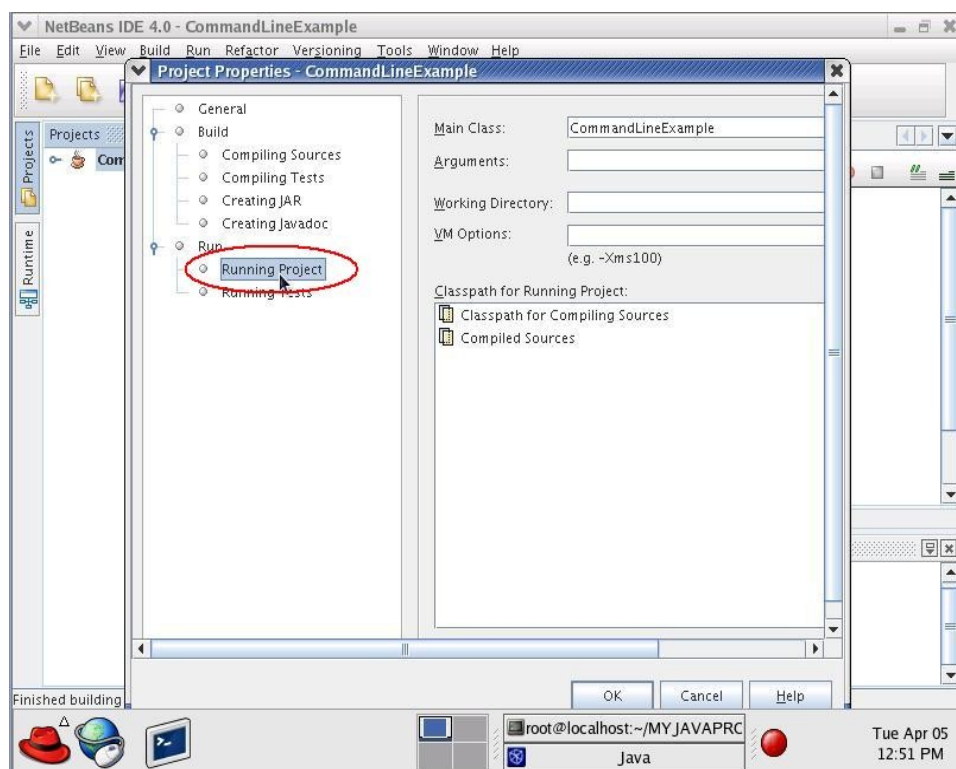 NetBeans IDE 4.0 - CommandLineExample
File Edit View Build Run Refactor Versioning Tools Window Help
Project Properties - CommandLineExample
Projects
Runtime
Projects
Com
General
Build
Compiling Sources
Compiling Tests
Creating JAR
Creating Javadoc
Run
Running Project
Running Tests
Main Class: CommandLineExample
Arguments:
Working Directory:
VM Options:
(e.g. -Xms100)
Classpath for Running Project:
Classpath for Compiling Sources
Compiled Sources
OK Cancel Help
Finished building
root@localhost:~/MYJAVAPRC
Java
Tue Apr 05
12:51 PM